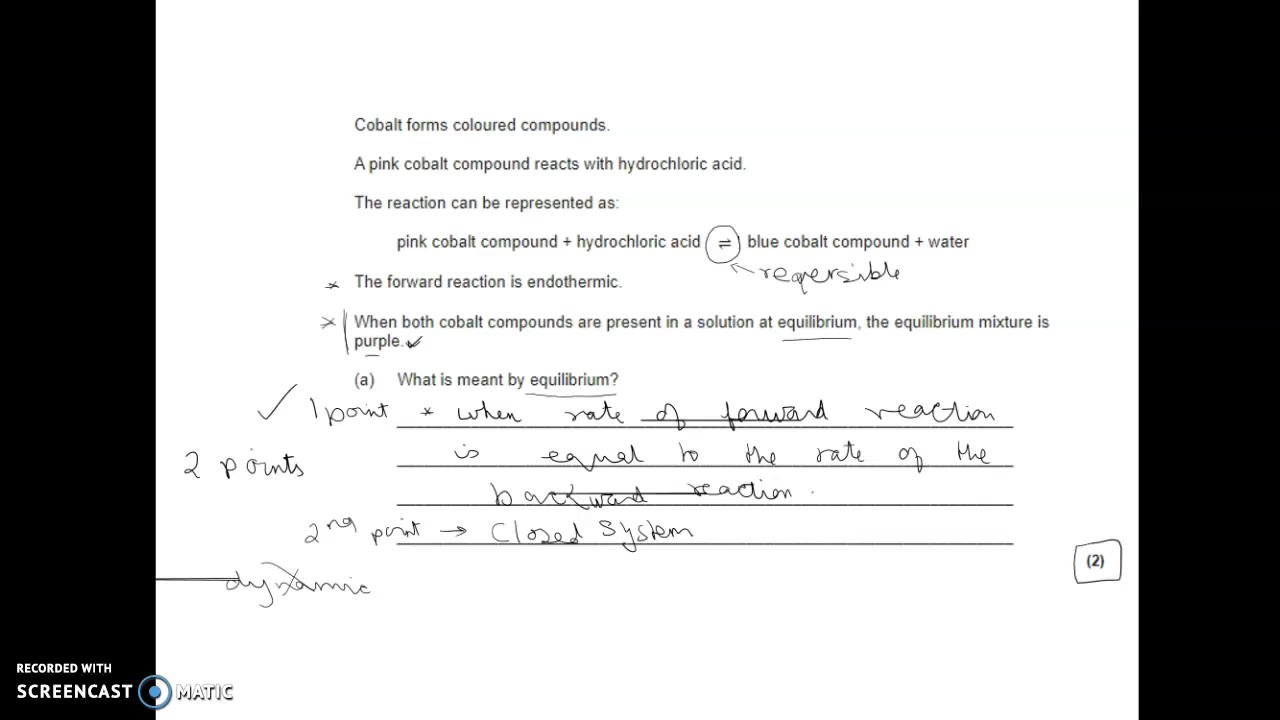 Cobalt forms coloured compounds.
A pink cobalt compound reacts with hydrochloric acid.
The reaction can be represented as:
pink cobalt compound + hydrochloric acid ⇌ blue cobalt compound + water
reqersible
* The forward reaction is endothermic.
* When both cobalt compounds are present in a solution at equilibrium, the equilibrium mixture is
purple. ✓
(a) What is meant by equilibrium?
✓ 1 point * when rate of forward reaction
2 points is equal to the rate of the
backward reaction.
2nd point → Closed System
(2)
dynamic
RECORDED WITH
SCREENCAST MATIC